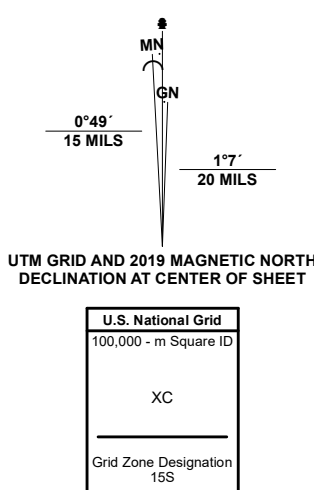 MN
GN
0°49´
15 MILS
1°7´
20 MILS
UTM GRID AND 2019 MAGNETIC NORTH
DECLINATION AT CENTER OF SHEET
U.S. National Grid
100,000 - m Square ID
XC
Grid Zone Designation
15S